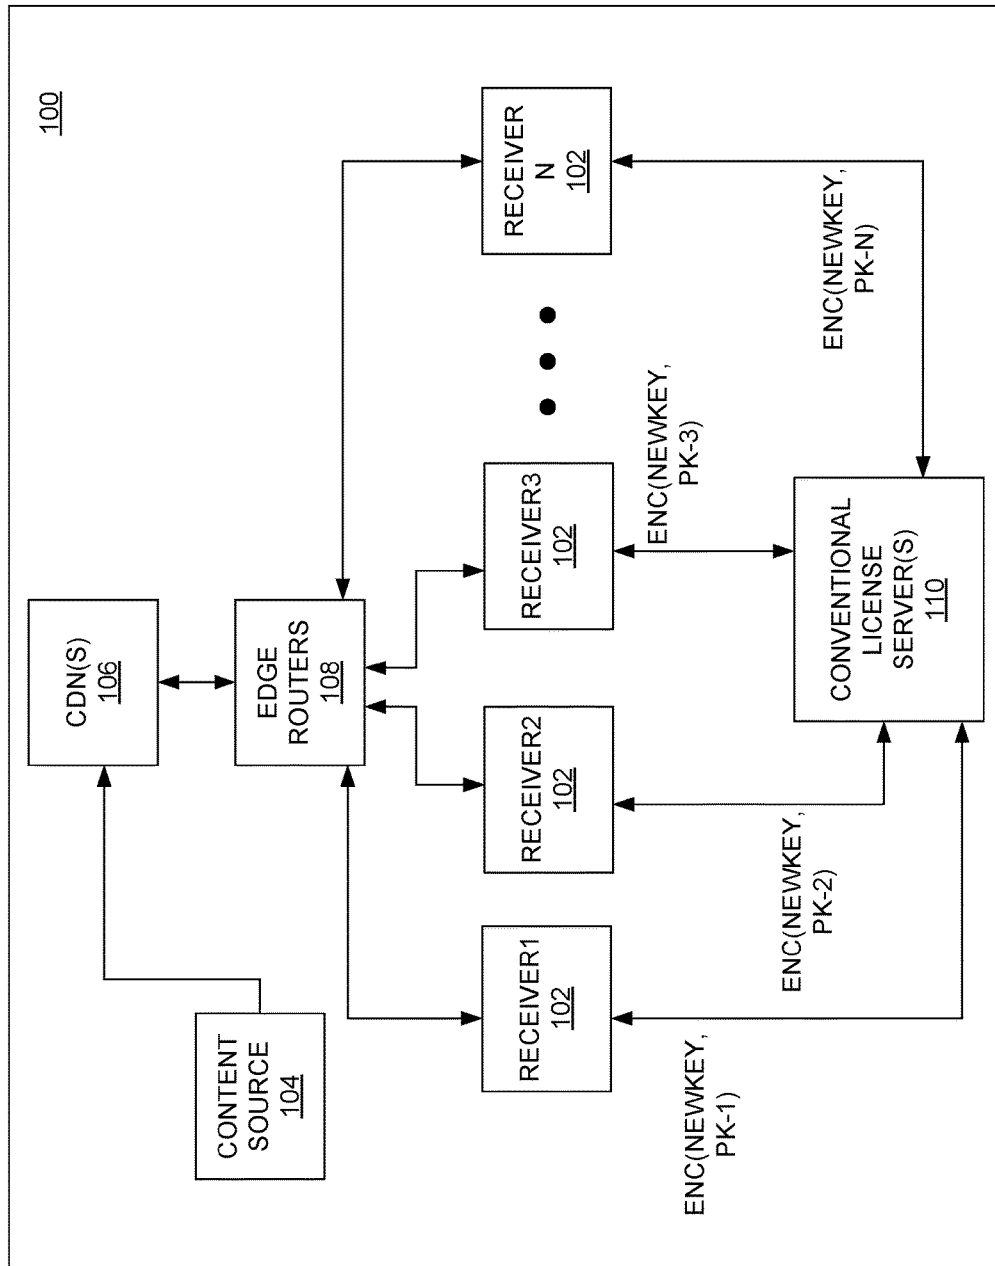 100
CONTENT
SOURCE
104
CDN(S)
106
EDGE
ROUTERS
108
RECEIVER1
102
RECEIVER2
102
RECEIVER3
102
RECEIVER
N
102
ENC(NEWKEY,
PK-1)
ENC(NEWKEY,
PK-2)
ENC(NEWKEY,
PK-3)
ENC(NEWKEY,
PK-N)
CONVENTIONAL
LICENSE
SERVER(S)
110